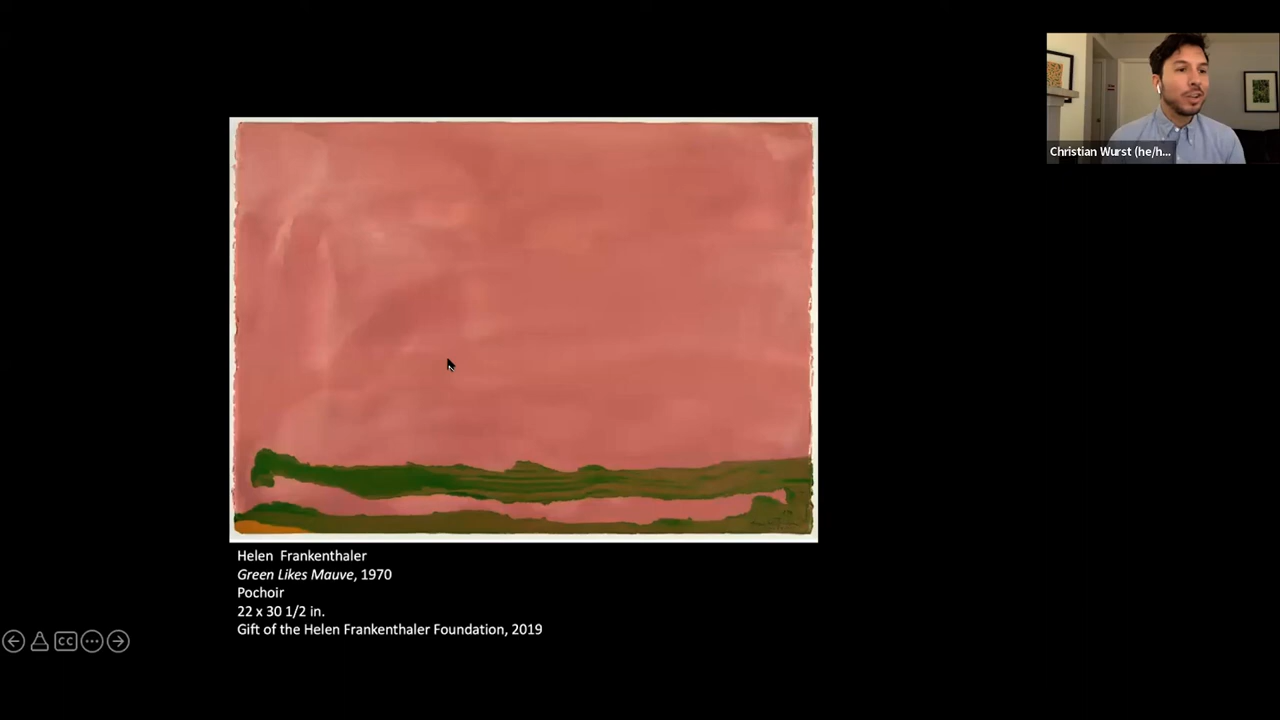 Christian Wurst (he/h...
Helen Frankenthaler
Green Likes Mauve, 1970
Pochoir
22 x 30 1/2 in.
Gift of the Helen Frankenthaler Foundation, 2019
CC